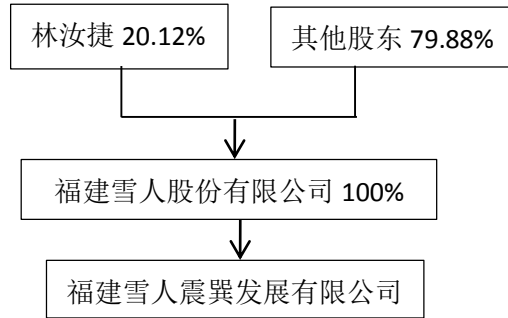 林汝捷 20.12%
其他股东 79.88%
福建雪人股份有限公司 100%
福建雪人震巽发展有限公司